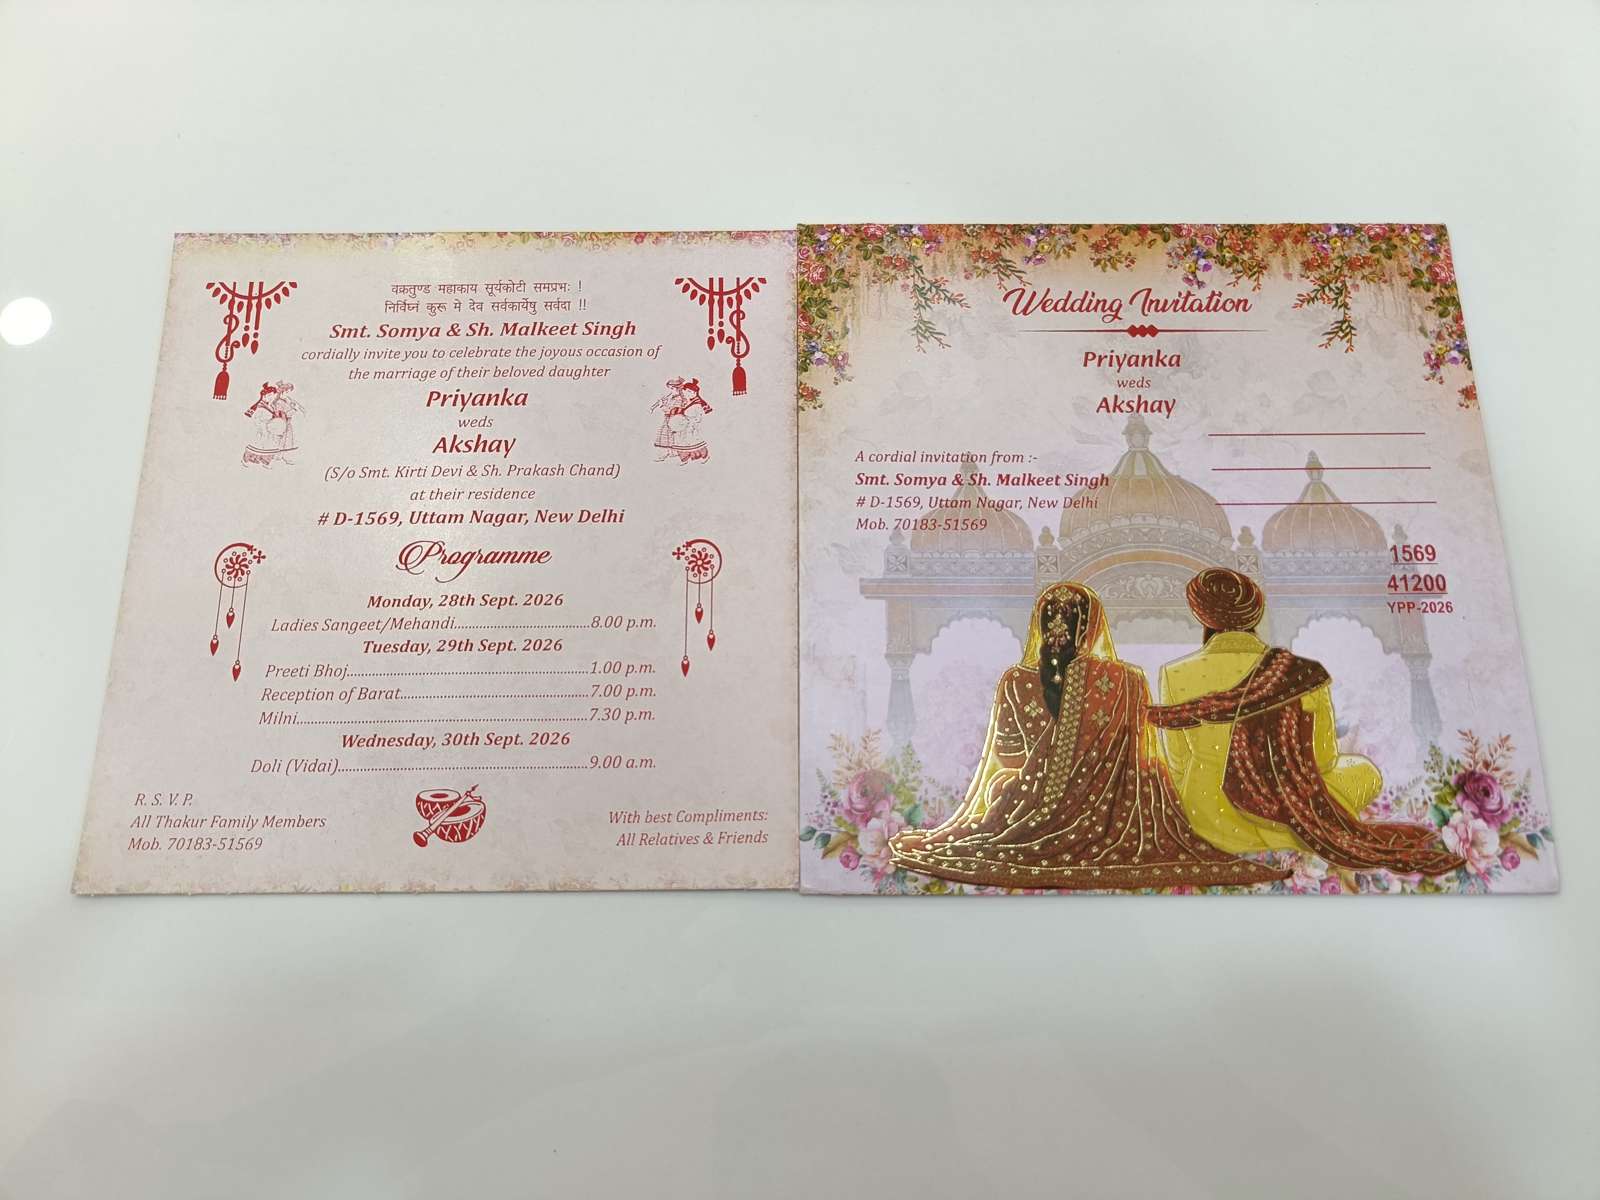 वक्रतुण्ड महाकाय सूर्यकोटी समप्रभः !
निर्विघ्नं कुरू मे देव सर्वकार्येषु सर्वदा !!
Smt. Somya & Sh. Malkeet Singh
cordially invite you to celebrate the joyous occasion of
the marriage of their beloved daughter
Priyanka
weds
Akshay
(S/o Smt. Kirti Devi & Sh. Prakash Chand)
at their residence
# D-1569, Uttam Nagar, New Delhi
Programme
Monday, 28th Sept. 2026
Ladies Sangeet/Mehandi..................................8.00 p.m.
Tuesday, 29th Sept. 2026
Preeti Bhoj.............................................................1.00 p.m.
Reception of Barat...............................................7.00 p.m.
Milni........................................................................7.30 p.m.
Wednesday, 30th Sept. 2026
Doli (Vidai)..............................................................9.00 a.m.
R. S. V. P.
All Thakur Family Members
Mob. 70183-51569
With best Compliments:
All Relatives & Friends
Wedding Invitation
Priyanka
weds
Akshay
A cordial invitation from :-
Smt. Somya & Sh. Malkeet Singh
# D-1569, Uttam Nagar, New Delhi
Mob. 70183-51569
1569
41200
YPP-2026